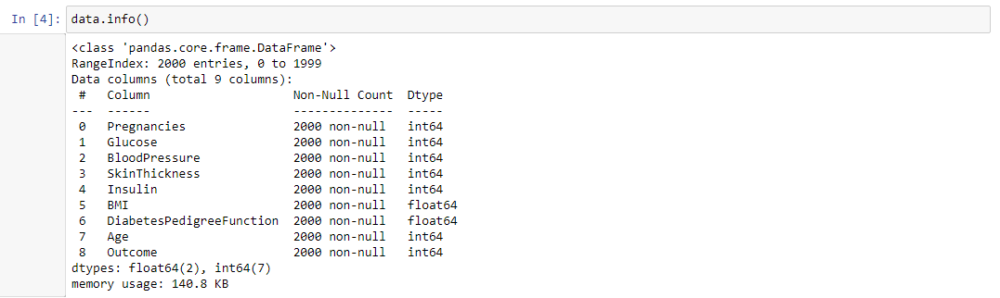 In [4]: data.info()
<class 'pandas.core.frame.DataFrame'>
RangeIndex: 2000 entries, 0 to 1999
Data columns (total 9 columns):
 #   Column                    Non-Null Count  Dtype
---  ------                    --------------  -----
 0   Pregnancies               2000 non-null   int64
 1   Glucose                   2000 non-null   int64
 2   BloodPressure             2000 non-null   int64
 3   SkinThickness             2000 non-null   int64
 4   Insulin                   2000 non-null   int64
 5   BMI                       2000 non-null   float64
 6   DiabetesPedigreeFunction  2000 non-null   float64
 7   Age                       2000 non-null   int64
 8   Outcome                   2000 non-null   int64
dtypes: float64(2), int64(7)
memory usage: 140.8 KB